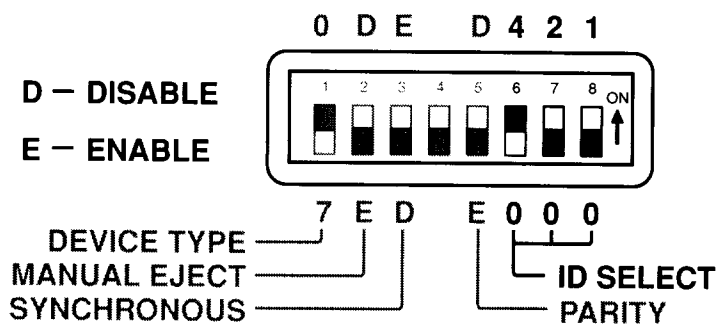 0 D E D 4 2 1
1 2 3 4 5 6 7 8
ON
D – DISABLE
E – ENABLE
7 E D E 0 0 0
DEVICE TYPE
MANUAL EJECT
SYNCHRONOUS
ID SELECT
PARITY